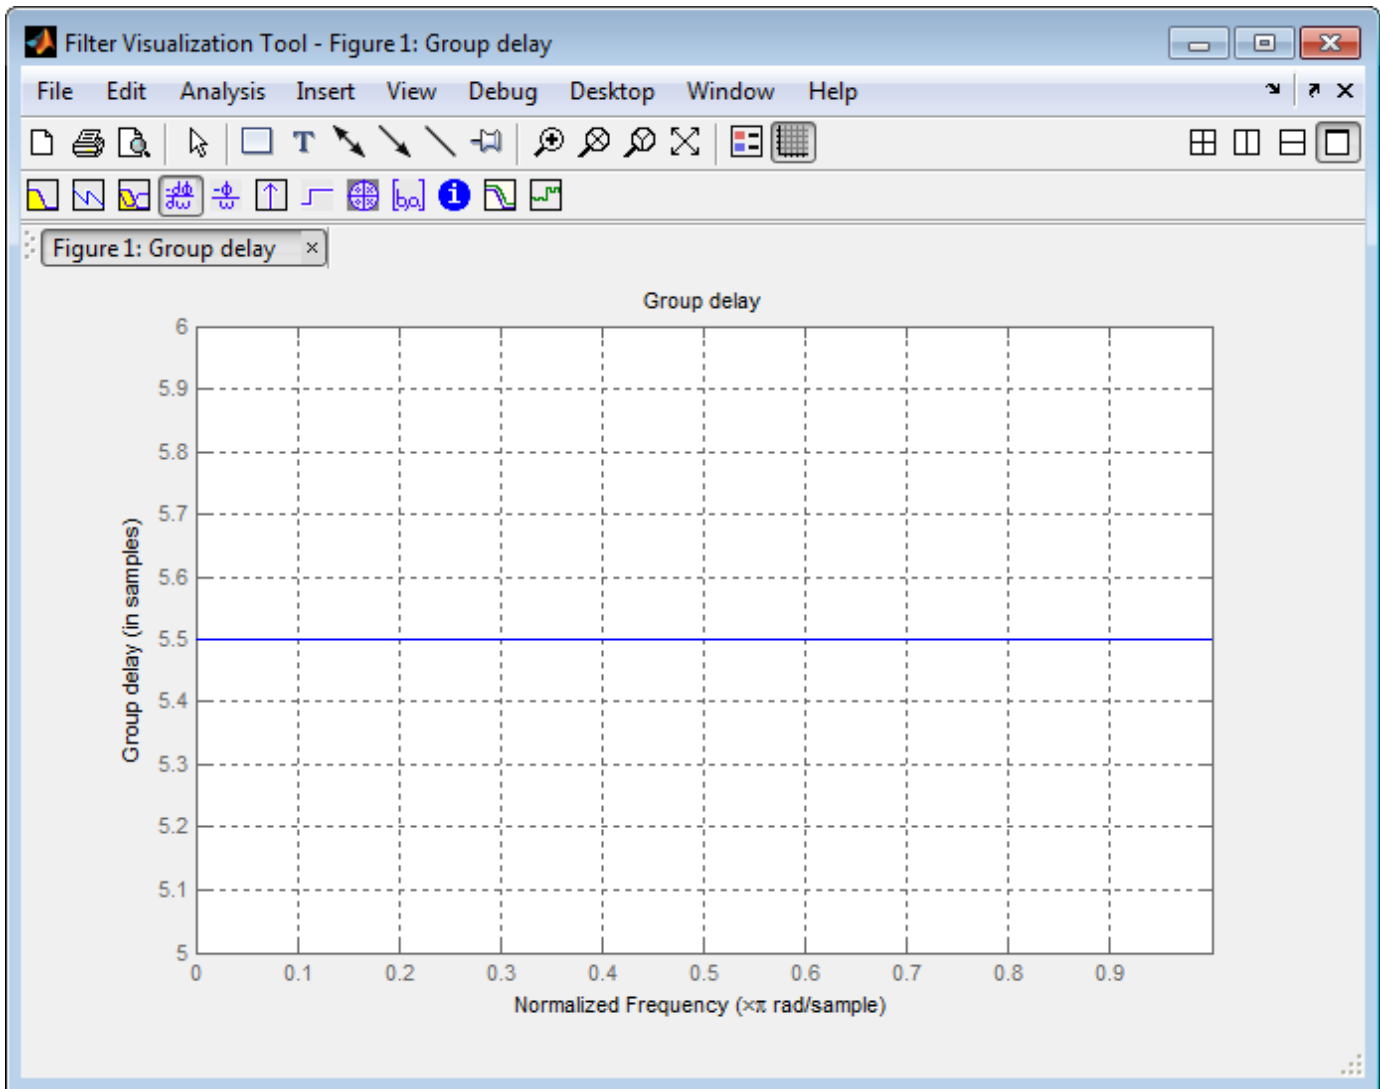 Filter Visualization Tool - Figure 1: Group delay
File Edit Analysis Insert View Debug Desktop Window Help
T
-dϕ -ϕ [b,a] i
dω ω
Figure 1: Group delay ×
Group delay
6
5.9
5.8
5.7
5.6
5.5
5.4
5.3
5.2
5.1
5
Group delay (in samples)
0 0.1 0.2 0.3 0.4 0.5 0.6 0.7 0.8 0.9
Normalized Frequency (×π rad/sample)